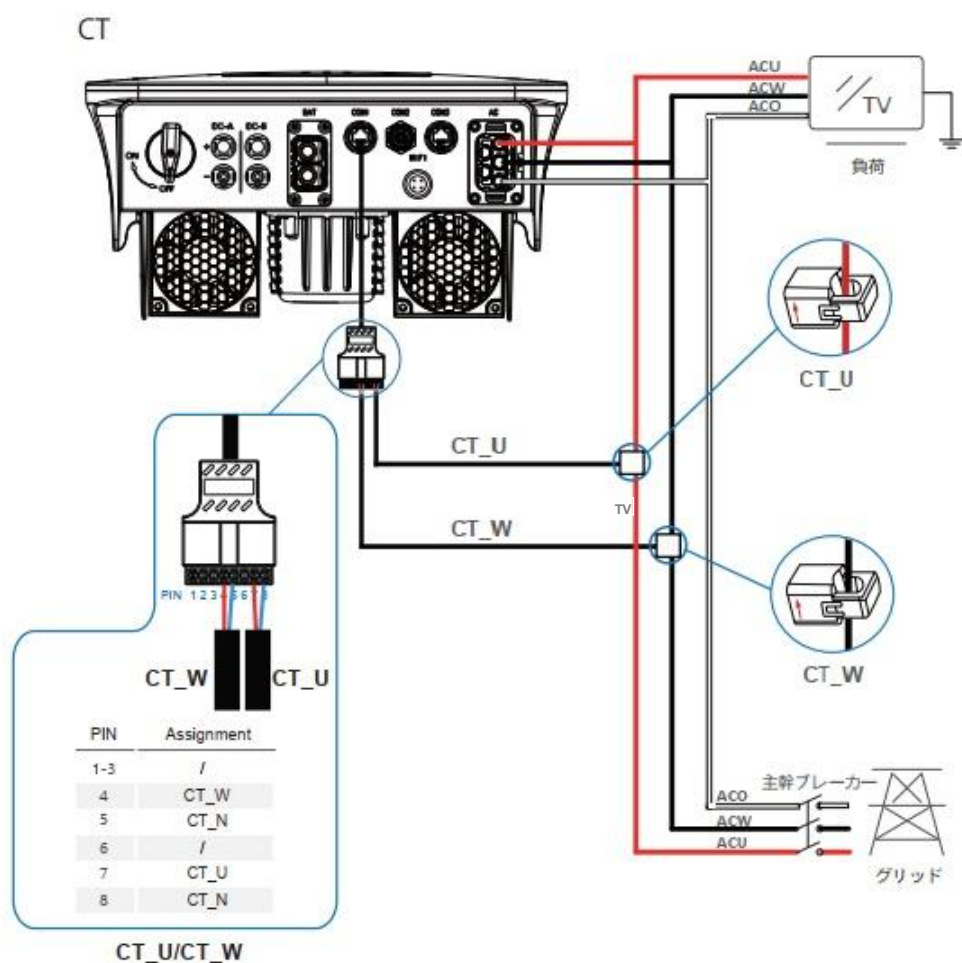 CT
ACU
ACW
ACO
TV
負荷
BAT
COM1
COM2
COM3
AC
DC-A
DC-B
+
ON
-
OFF
WIFI
CT_U
CT_U
TV
CT_W
CT_W
PIN 1 2 3 4 5 6 7 8
CT_W
CT_U
PIN Assignment
1-3 /
4 CT_W
5 CT_N
6 /
7 CT_U
8 CT_N
CT_U/CT_W
主幹ブレーカー
ACO
ACW
ACU
グリッド